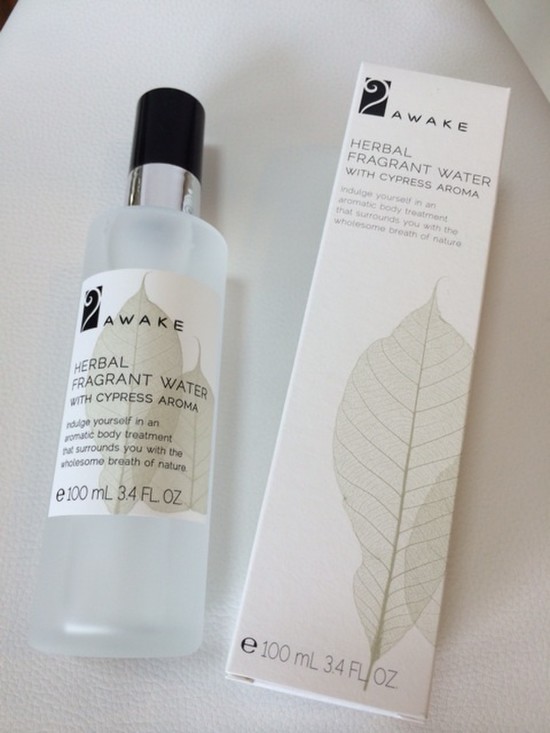 AWAKE
HERBAL
FRAGRANT WATER
WITH CYPRESS AROMA
Indulge yourself in an
aromatic body treatment
that surrounds you with the
wholesome breath of nature
e 100 mL 3.4 FL. OZ.
AWAKE
HERBAL
FRAGRANT WATER
WITH CYPRESS AROMA
Indulge yourself in an
aromatic body treatment
that surrounds you with the
wholesome breath of nature
e 100 mL 3.4 FL OZ